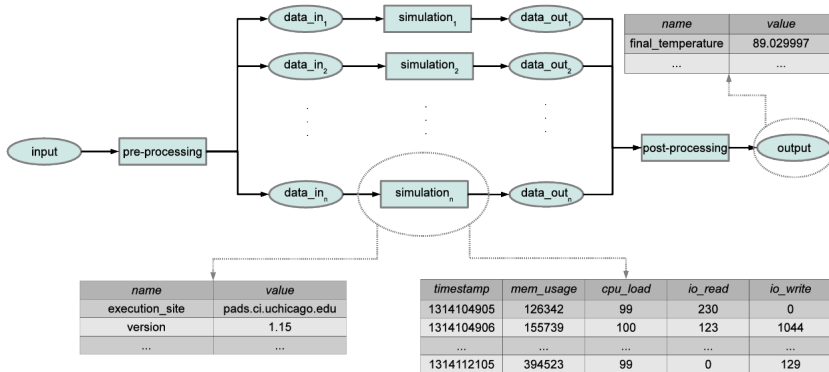 data_in1 simulation1 data_out1
name value
final_temperature 89.029997
... ...
data_in2 simulation2 data_out2
. . .
. . .
. . .
input pre-processing post-processing output
data_inn simulationn data_outn
name value
execution_site pads.ci.uchicago.edu
version 1.15
... ...
timestamp mem_usage cpu_load io_read io_write
1314104905 126342 99 230 0
1314104906 155739 100 123 1044
... ... ... ... ...
1314112105 394523 99 0 129